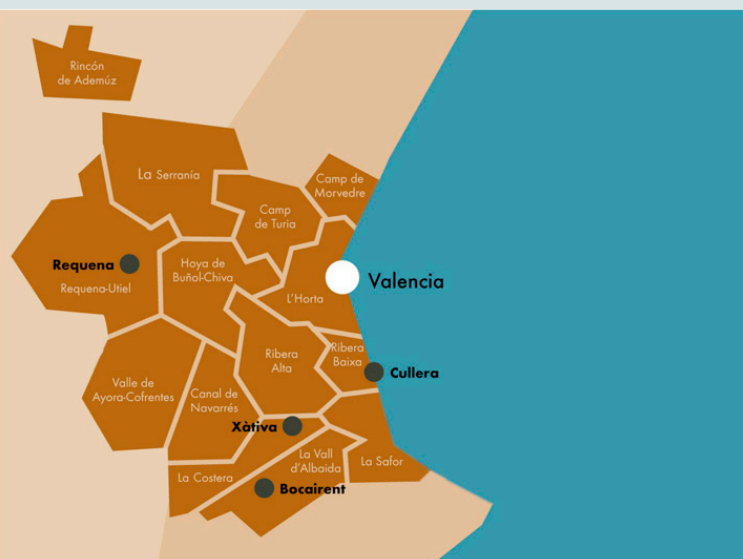 Rincón
de Ademúz
La Serranía
Camp de
Morvedre
Camp
de Turia
Requena
Requena-Utiel
Hoya de
Buñol-Chiva
L'Horta
Valencia
Ribera
Baixa
Ribera
Alta
Cullera
Valle de
Ayora-Cofrentes
Canal de
Navarrés
Xàtiva
La Vall
d'Albaida
La Safor
La Costera
Bocairent